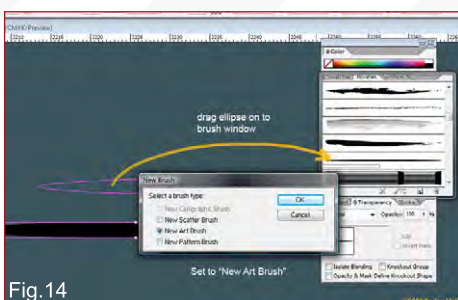 (CMYK/Preview)
Color
Brushes
drag ellipse on to
brush window
New Brush
Select a brush type:
New Calligraphic Brush
New Scatter Brush
New Art Brush
New Pattern Brush
OK
Cancel
Transparency
Opacity: 100
%
Isolate Blending
Knockout Group
Opacity & Mask Define Knockout Shape
Set to "New Art Brush"
Fig.14